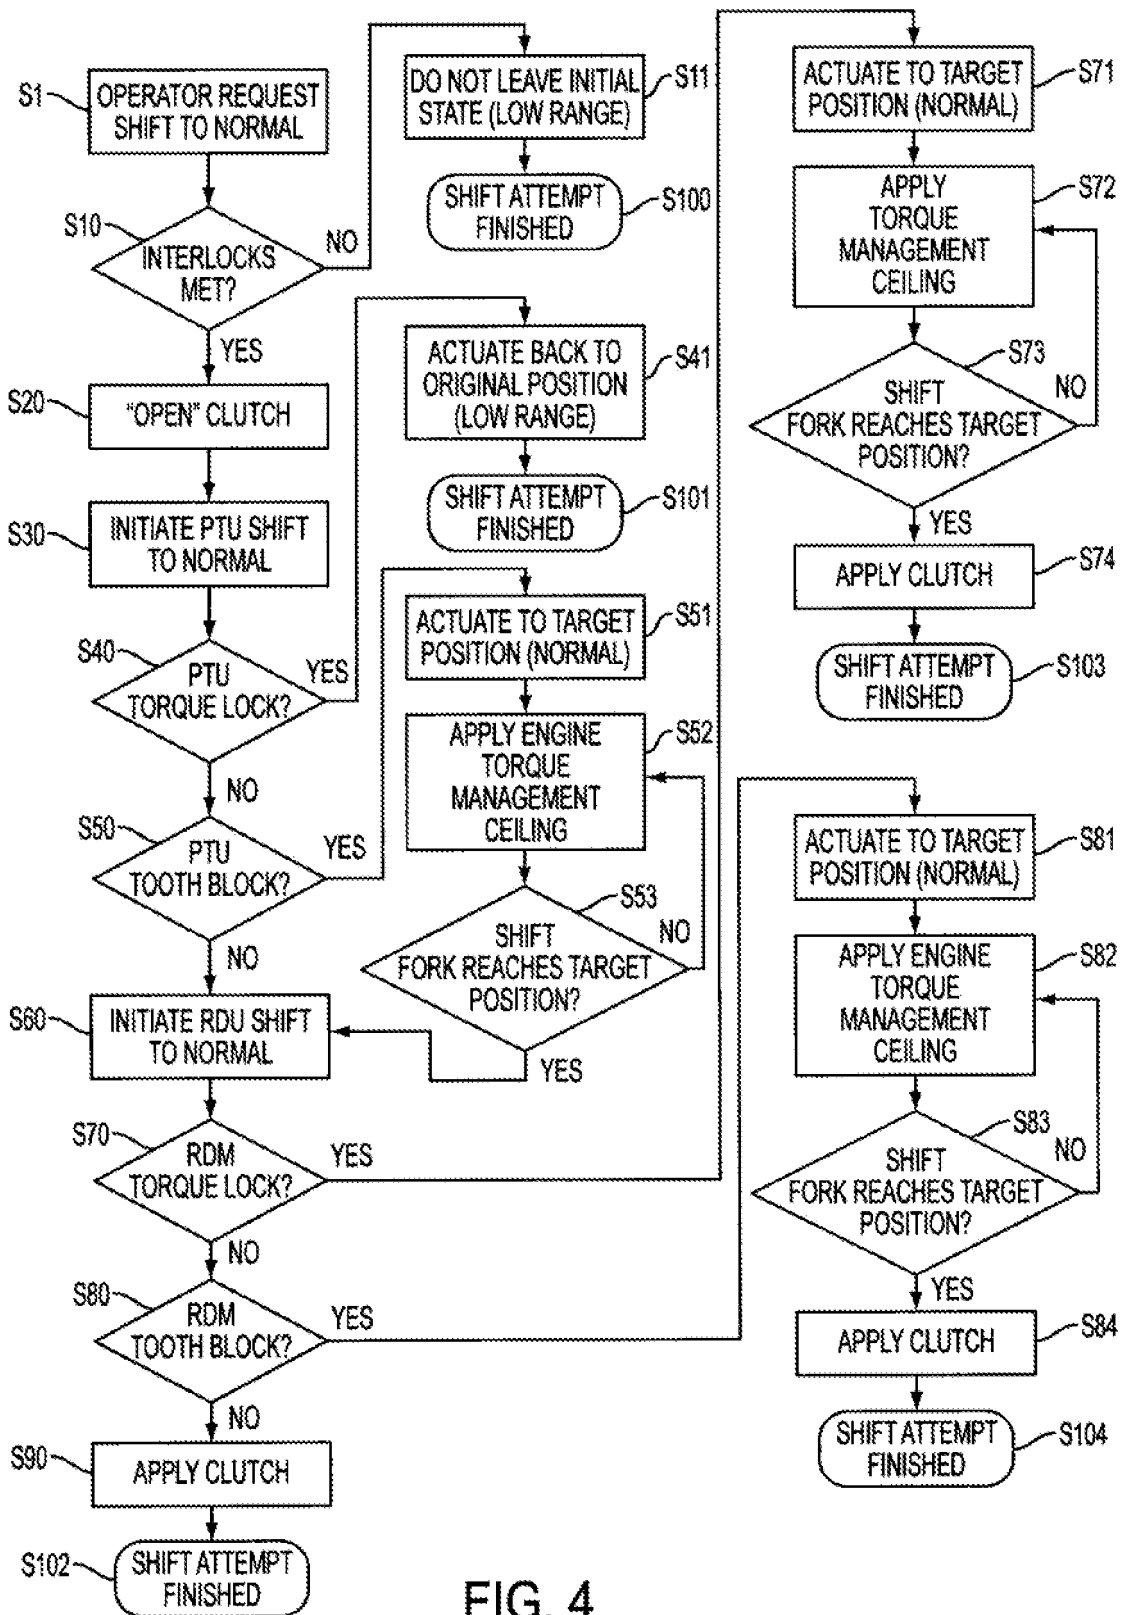 S1
OPERATOR REQUEST
SHIFT TO NORMAL
S10
INTERLOCKS
MET?
NO
YES
S20
"OPEN" CLUTCH
S30
INITIATE PTU SHIFT
TO NORMAL
S40
PTU
TORQUE LOCK?
YES
NO
S50
PTU
TOOTH BLOCK?
YES
NO
S60
INITIATE RDU SHIFT
TO NORMAL
S70
RDM
TORQUE LOCK?
YES
NO
S80
RDM
TOOTH BLOCK?
YES
NO
S90
APPLY CLUTCH
S102
SHIFT ATTEMPT
FINISHED
DO NOT LEAVE INITIAL
STATE (LOW RANGE)
S11
SHIFT ATTEMPT
FINISHED
S100
ACTUATE BACK TO
ORIGINAL POSITION
(LOW RANGE)
S41
SHIFT ATTEMPT
FINISHED
S101
ACTUATE TO TARGET
POSITION (NORMAL)
S51
APPLY ENGINE
TORQUE
MANAGEMENT
CEILING
S52
S53
SHIFT
FORK REACHES TARGET
POSITION?
NO
YES
ACTUATE TO TARGET
POSITION (NORMAL)
S71
APPLY
TORQUE
MANAGEMENT
CEILING
S72
S73
SHIFT
FORK REACHES TARGET
POSITION?
NO
YES
APPLY CLUTCH
S74
SHIFT ATTEMPT
FINISHED
S103
ACTUATE TO TARGET
POSITION (NORMAL)
S81
APPLY ENGINE
TORQUE
MANAGEMENT
CEILING
S82
S83
SHIFT
FORK REACHES TARGET
POSITION?
NO
YES
APPLY CLUTCH
S84
SHIFT ATTEMPT
FINISHED
S104
FIG. 4